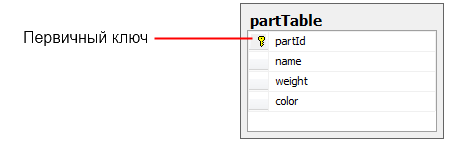 partTable
Первичный ключ
partId
name
weight
color